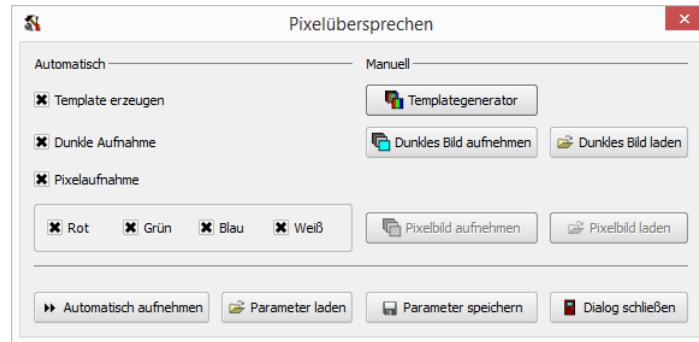 Pixelübersprechen
Automatisch Manuell
Template erzeugen Templategenerator
Dunkle Aufnahme Dunkles Bild aufnehmen Dunkles Bild laden
Pixelaufnahme
Rot Grün Blau Weiß Pixelbild aufnehmen Pixelbild laden
Automatisch aufnehmen Parameter laden Parameter speichern Dialog schließen